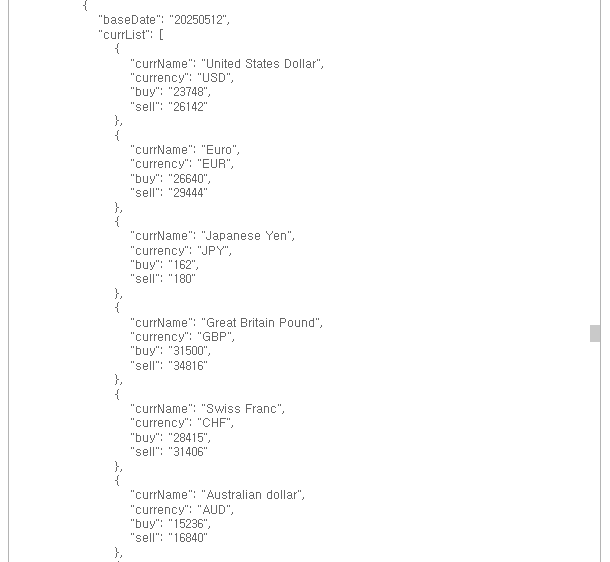 {
"baseDate": "20250512",
"currList": [
{
"currName": "United States Dollar",
"currency": "USD",
"buy": "23748",
"sell": "26142"
},
{
"currName": "Euro",
"currency": "EUR",
"buy": "26640",
"sell": "29444"
},
{
"currName": "Japanese Yen",
"currency": "JPY",
"buy": "162",
"sell": "180"
},
{
"currName": "Great Britain Pound",
"currency": "GBP",
"buy": "31500",
"sell": "34816"
},
{
"currName": "Swiss Franc",
"currency": "CHF",
"buy": "28415",
"sell": "31406"
},
{
"currName": "Australian dollar",
"currency": "AUD",
"buy": "15236",
"sell": "16840"
},